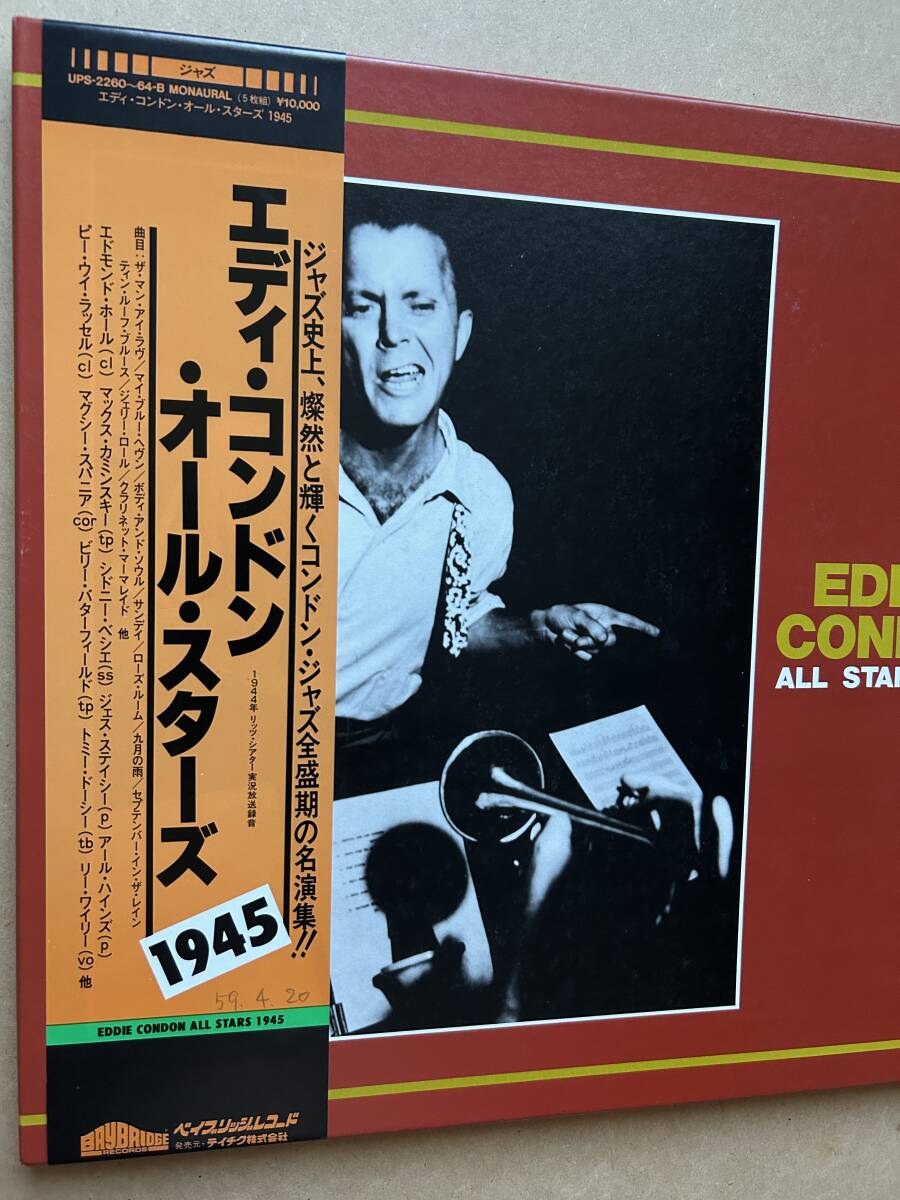 ジャズ
UPS-2260～64-B MONAURAL (5枚組) ¥10,000
エディ・コンドン・オール・スターズ 1945
ジャズ史上、燦然と輝くコンドン・ジャズ全盛期の名演集!!
エディ・コンドン
・オール・スターズ
1944年 リッツ・シアター実況放送録音
1945
曲目：ザ・マン・アイ・ラヴ/マイ・ブルー・ヘヴン/ボディ・アンド・ソウル/サンデイ/ローズ・ルーム/九月の雨/セプテンバー・イン・ザ・レイン
ティン・ルーフ・ブルース/ジェリー・ロール/クラリネット・マーマレイド 他
エドモンド・ホール(cl) マックス・カミンスキー(tp) シドニー・ベシエ(ss) ジェス・ステイシー(p) アール・ハインズ(p)
ピー・ウイ・ラッセル(cl) マグシー・スパニア(cor) ビリー・バターフィールド(tp) トミー・ドーシー(tb) リー・ワイリー(vo)他
59.4.20
EDDIE CONDON ALL STARS 1945
BAYBRIDGE
RECORDS
ベイブリッジレコード
発売元・テイチク株式会社
EDD
COND
ALL STAR